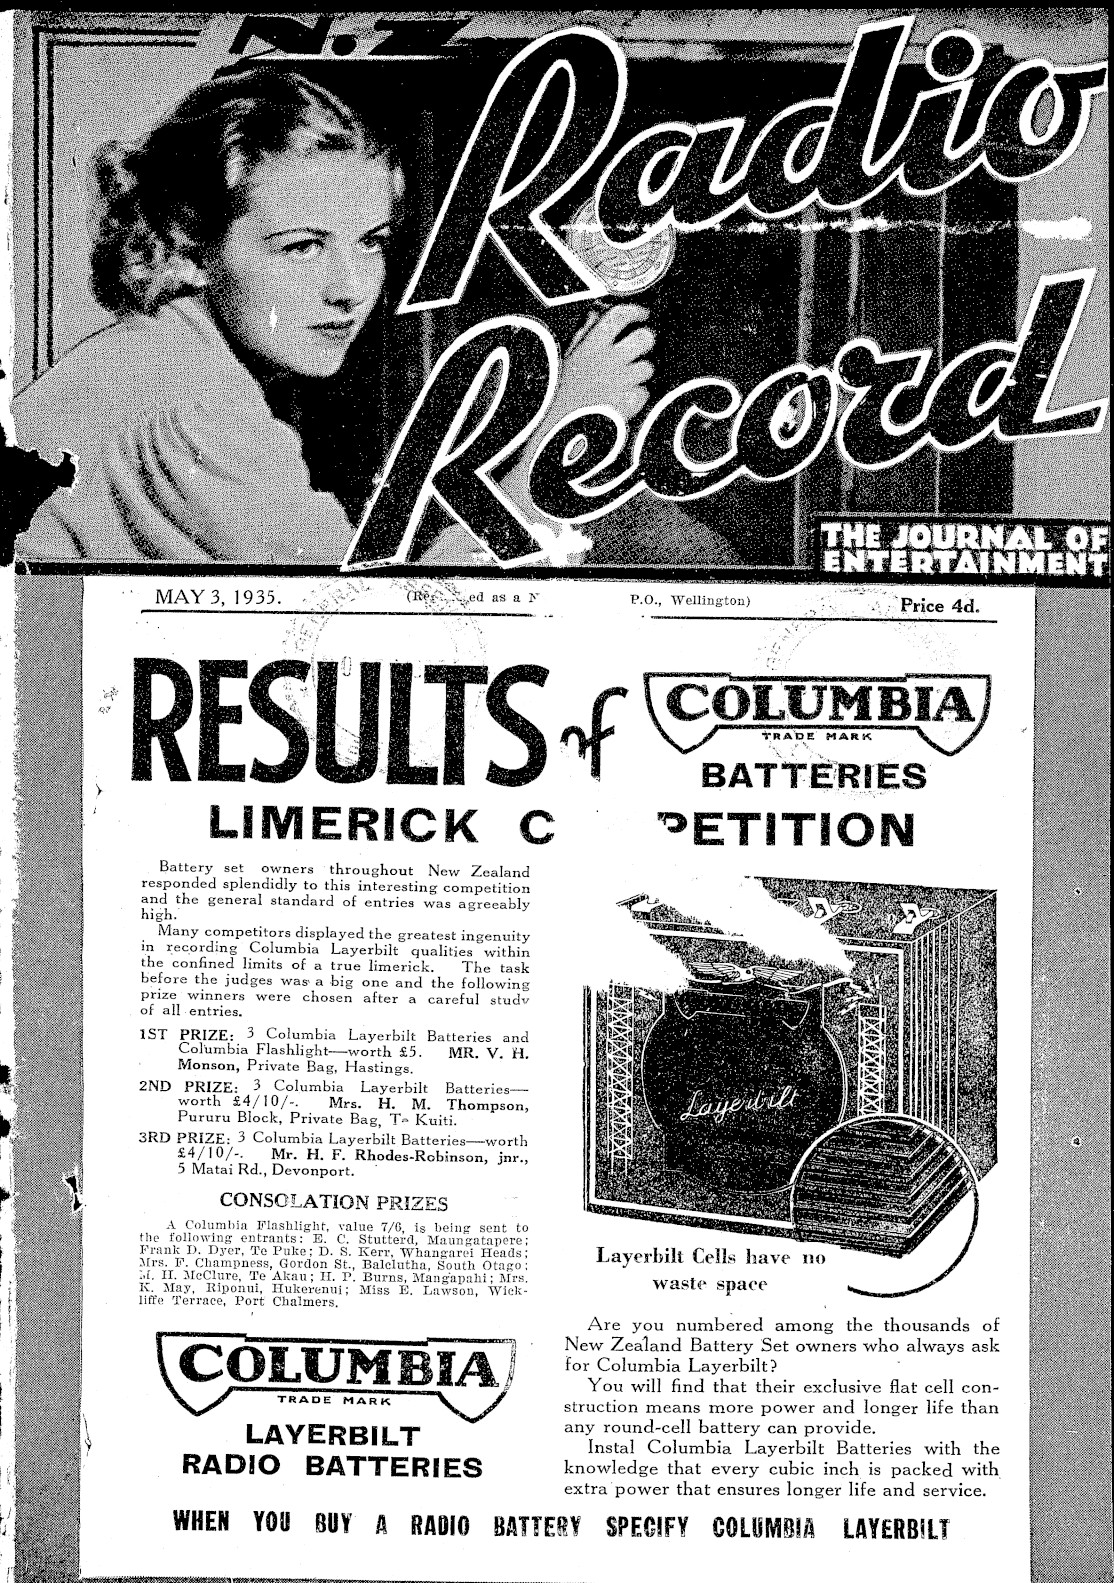 N.Z
Radio
Record
THE JOURNAL OF
ENTERTAINMENT
MAY 3, 1935.
ed as a N
P.O., Wellington)
Price 4d.
RESULTS of
COLUMBIA
TRADE MARK
BATTERIES
LIMERICK C PETITION
Battery set owners throughout New Zealand
responded splendidly to this interesting competition
and the general standard of entries was agreeably
high.
Many competitors displayed the greatest ingenuity
in recording Columbia Layerbilt qualities within
the confined limits of a true limerick. The task
before the judges was a big one and the following
prize winners were chosen after a careful study
of all entries.
1ST PRIZE: 3 Columbia Layerbilt Batteries and
Columbia Flashlight—worth £5. MR. V. H.
Monson, Private Bag, Hastings.
2ND PRIZE: 3 Columbia Layerbilt Batteries—
worth £4/10/-. Mrs. H. M. Thompson,
Pururu Block, Private Bag, Te Kuiti.
3RD PRIZE: 3 Columbia Layerbilt Batteries—worth
£4/10/-. Mr. H. F. Rhodes-Robinson, jnr.,
5 Matai Rd., Devonport.
CONSOLATION PRIZES
A Columbia Flashlight, value 7/6, is being sent to
the following entrants: E. C. Stutterd, Maungatapere;
Frank D. Dyer, Te Puke; D. S. Kerr, Whangarei Heads;
Mrs. F. Champness, Gordon St., Balclutha, South Otago;
M. H. McClure, Te Akau; H. P. Burns, Mangapahi; Mrs.
K. May, Riponui, Hukerenui; Miss E. Lawson, Wick-
liffe Terrace, Port Chalmers.
COLUMBIA
TRADE MARK
LAYERBILT
RADIO BATTERIES
Layerbilt
Layerbilt Cells have no
waste space
Are you numbered among the thousands of
New Zealand Battery Set owners who always ask
for Columbia Layerbilt?
You will find that their exclusive flat cell con-
struction means more power and longer life than
any round-cell battery can provide.
Instal Columbia Layerbilt Batteries with the
knowledge that every cubic inch is packed with
extra power that ensures longer life and service.
WHEN YOU BUY A RADIO BATTERY SPECIFY COLUMBIA LAYERBILT